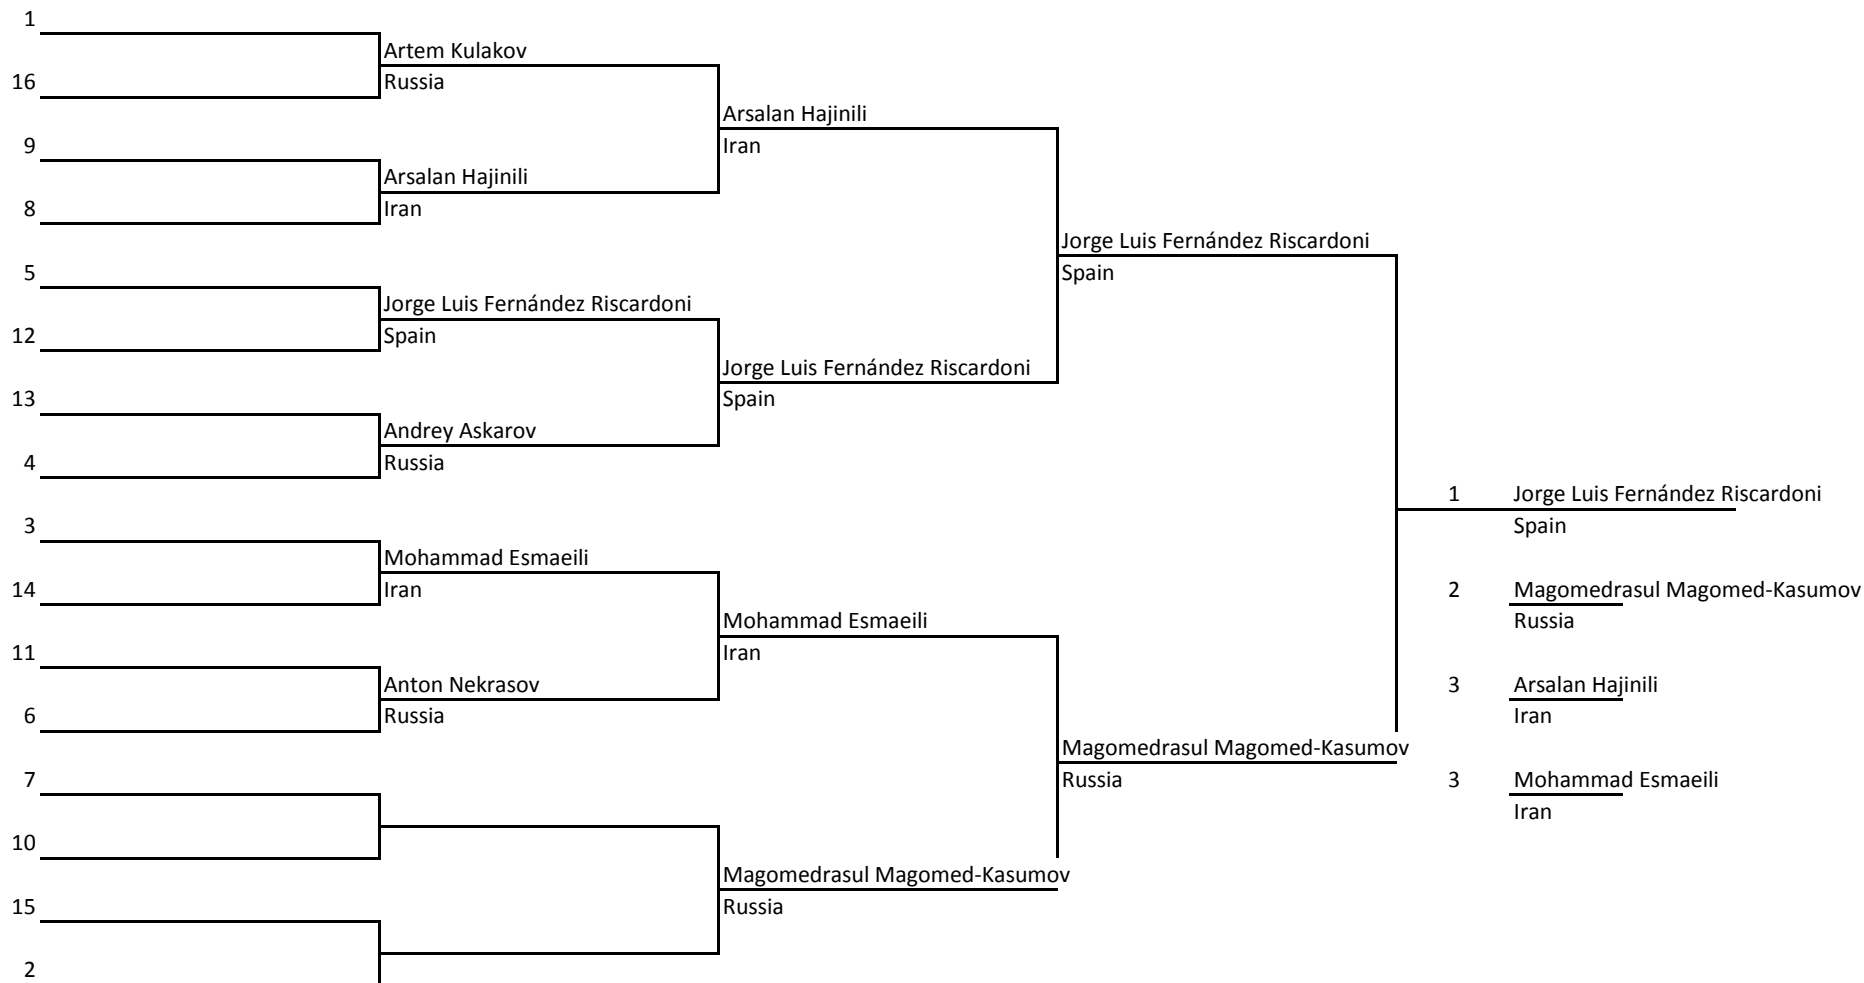 1
Artem Kulakov
16
Russia
Arsalan Hajinili
9
Iran
Arsalan Hajinili
8
Iran
Jorge Luis Fernández Riscardoni
5
Spain
Jorge Luis Fernández Riscardoni
12
Spain
Jorge Luis Fernández Riscardoni
13
Spain
Andrey Askarov
4
Russia
1 Jorge Luis Fernández Riscardoni
3
Spain
Mohammad Esmaeili
14
Iran
2 Magomedrasul Magomed-Kasumov
Mohammad Esmaeili
Russia
11
Iran
Anton Nekrasov
3 Arsalan Hajinili
6
Russia
Iran
Magomedrasul Magomed-Kasumov
7
Russia
3 Mohammad Esmaeili
Iran
10
Magomedrasul Magomed-Kasumov
15
Russia
2